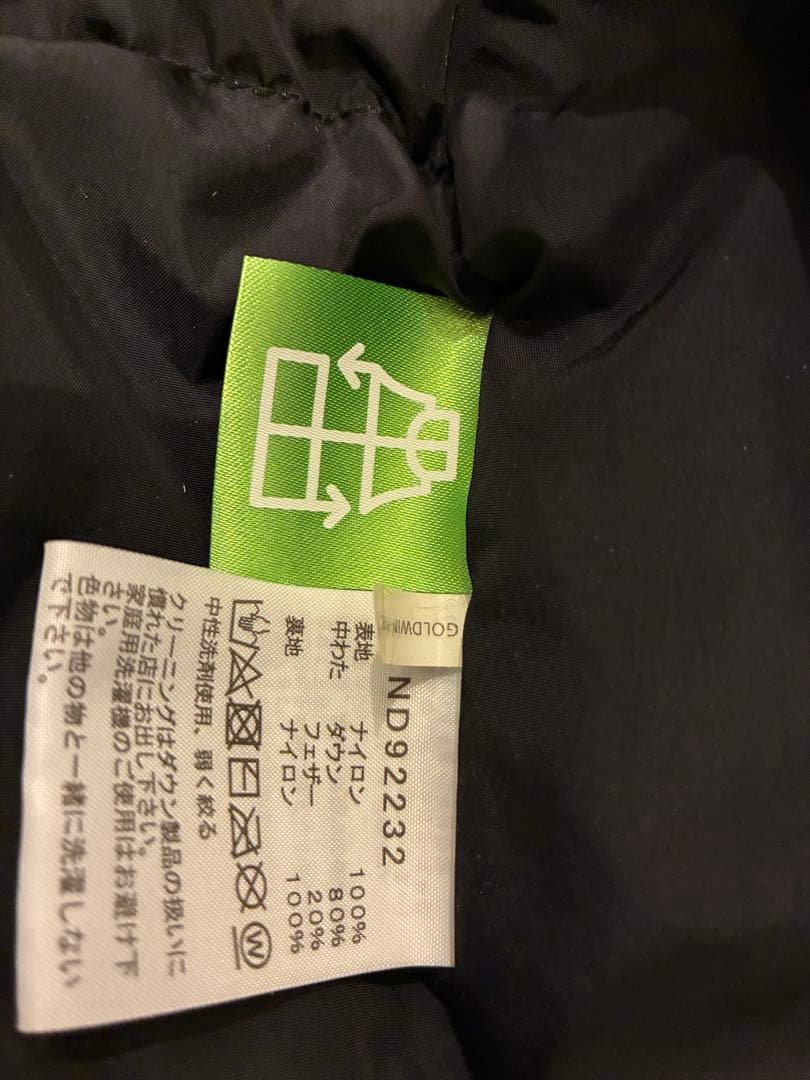 GOLDWIN
ND92232
表地 ナイロン 100%
中わた ダウン 80%
フェザー 20%
裏地 ナイロン 100%
W
中性洗剤使用、弱く絞る
クリーニングはダウン製品の扱いに
慣れた店にお出し下さい。
家庭用洗濯機のご使用はお避け下
さい。
色物は他の物と一緒に洗濯しない
で下さい。